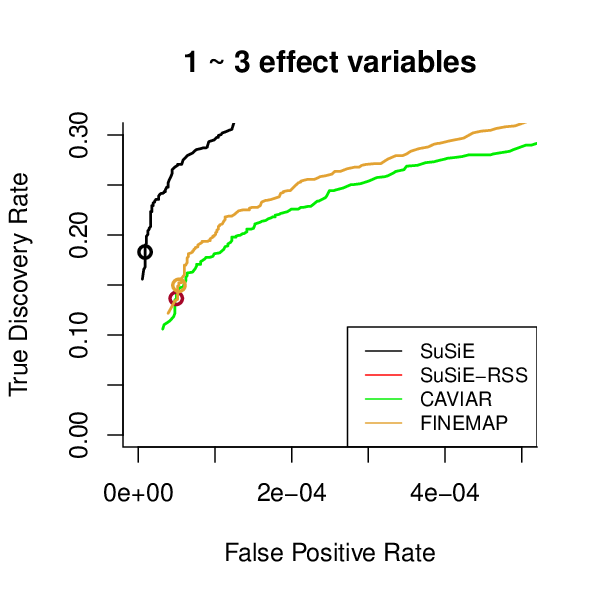 1 ~ 3 effect variables
True Discovery Rate
0.30
0.20
0.10
0.00
SuSiE
SuSiE−RSS
CAVIAR
FINEMAP
0e+00 2e−04 4e−04
False Positive Rate